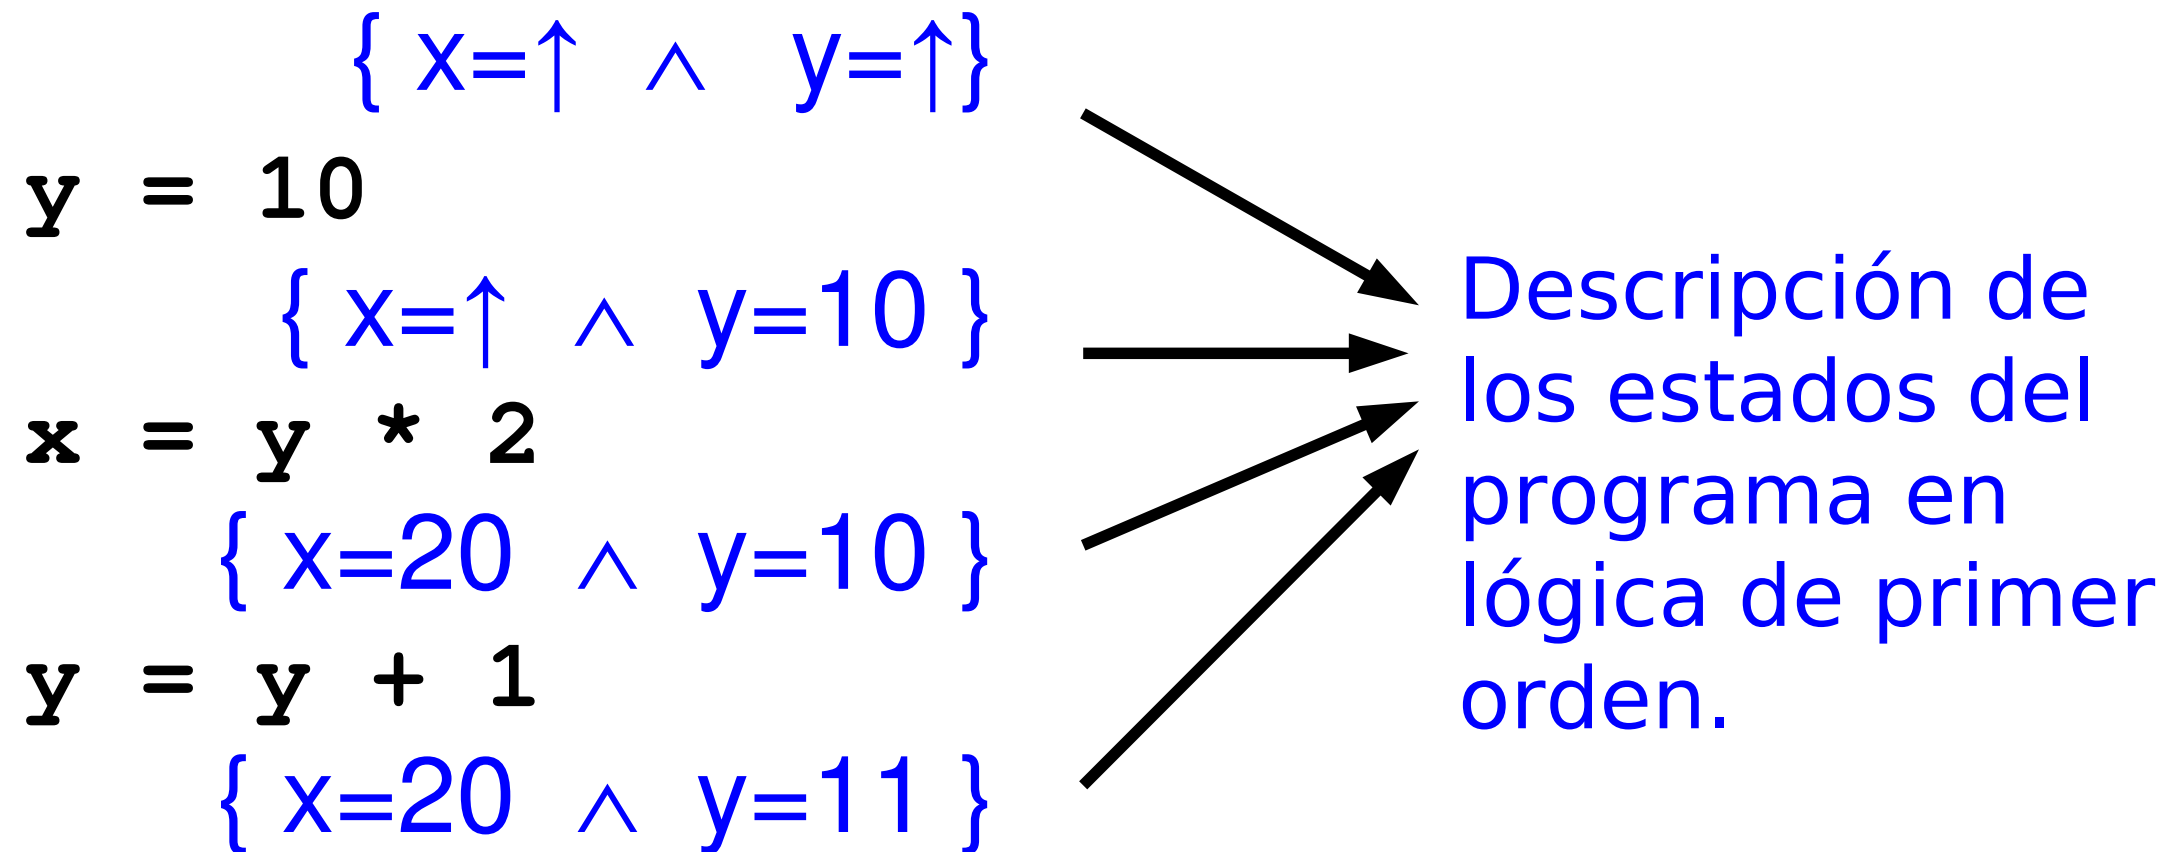 { x=↑ ∧ y=↑}
y = 10
{ x=↑ ∧ y=10 }
x = y * 2
{ x=20 ∧ y=10 }
y = y + 1
{ x=20 ∧ y=11 }
Descripción de
los estados del
programa en
lógica de primer
orden.